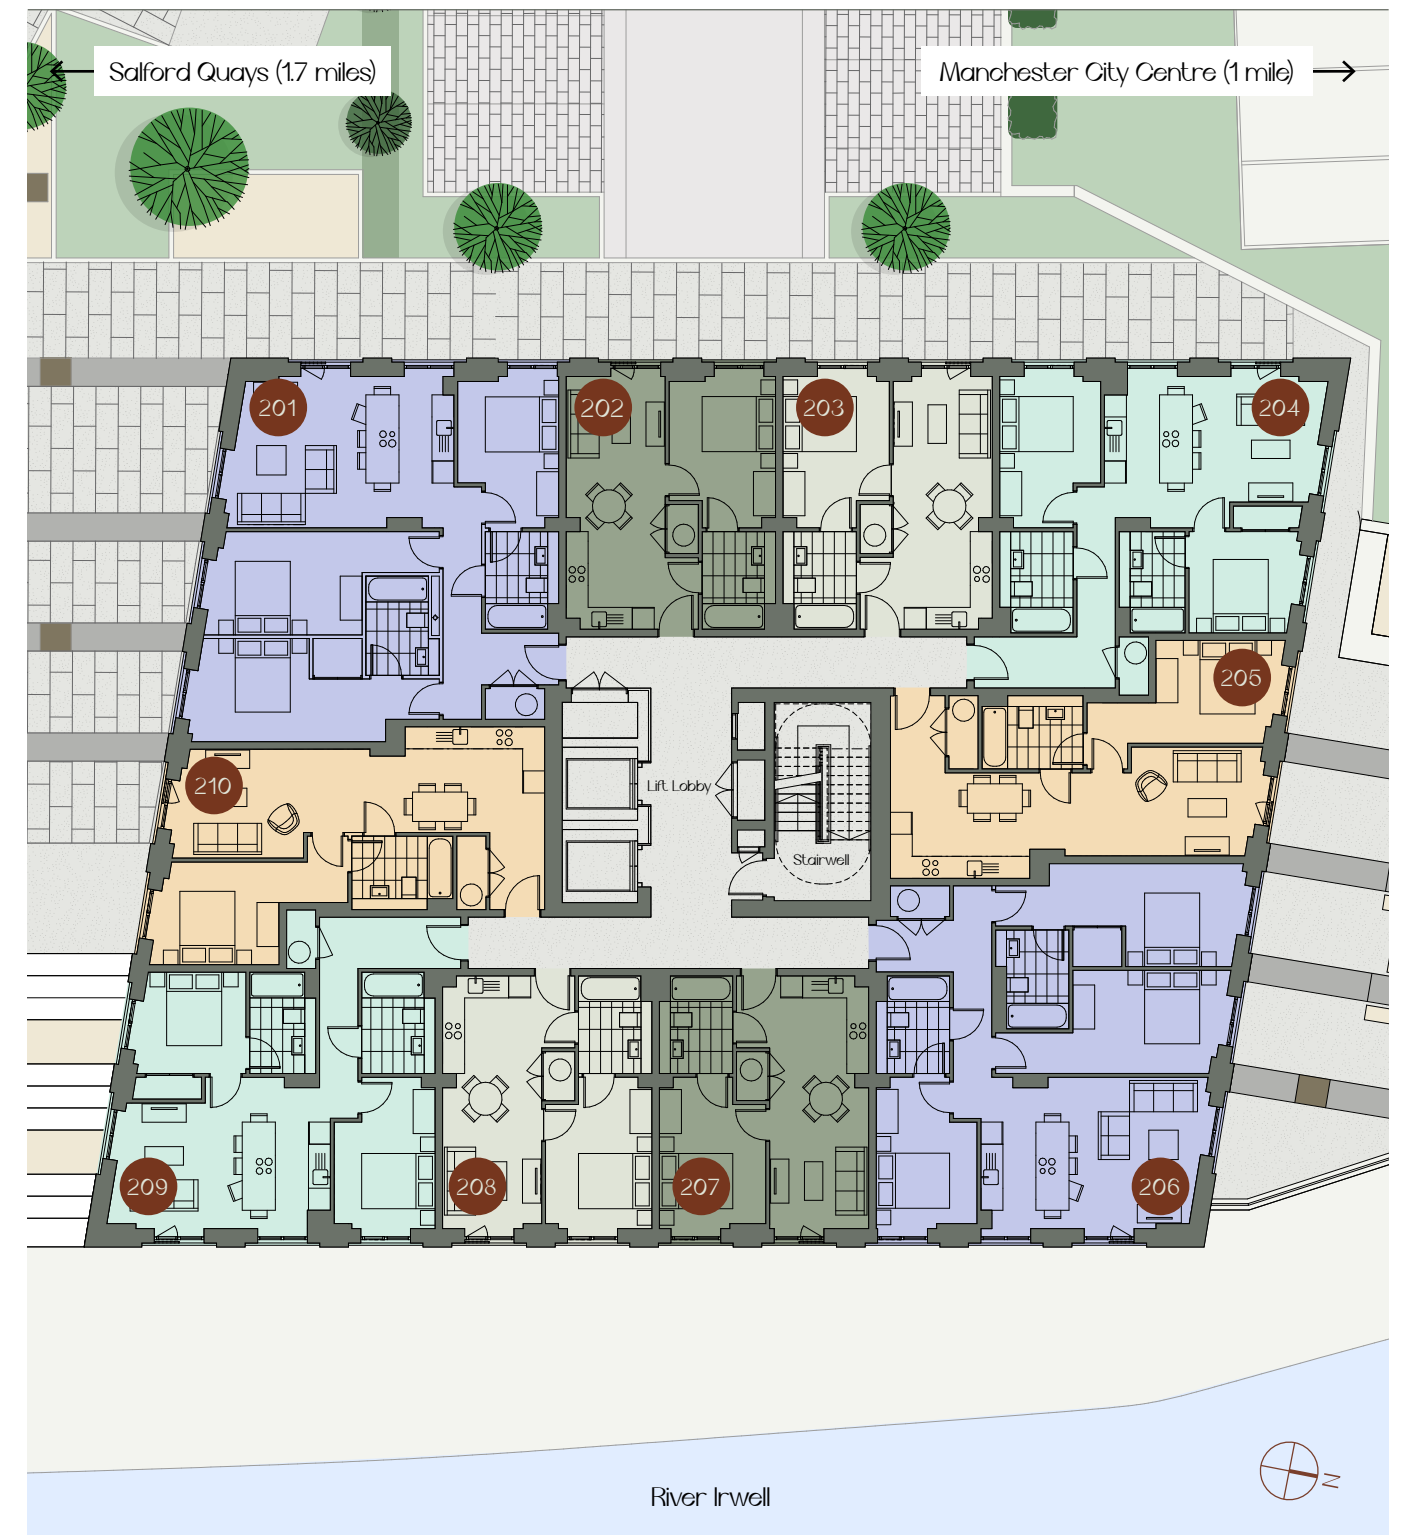 Salford Quays (1.7 miles)
Manchester City Centre (1 mile)
201
202
203
204
205
210
Lift Lobby
Stairwell
209
208
207
206
N
River Irwell